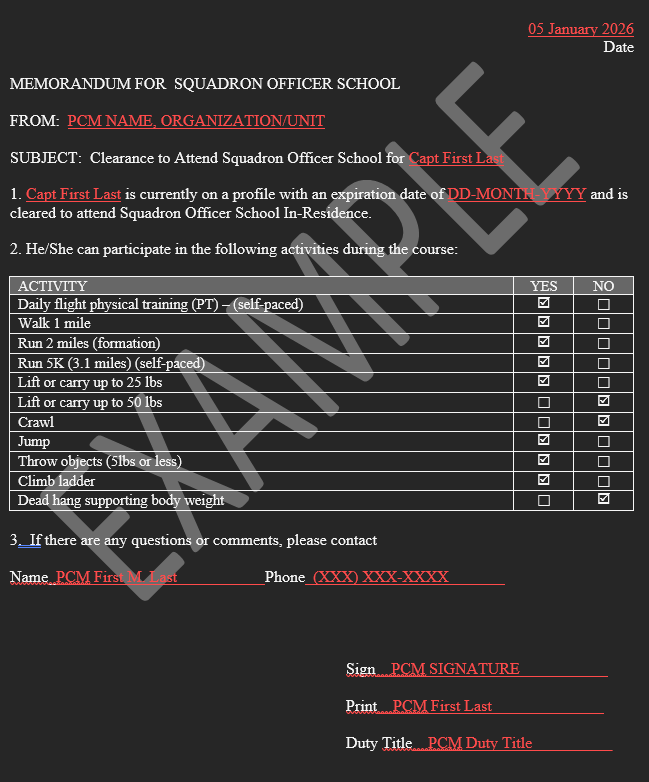 05 January 2026
Date
MEMORANDUM FOR SQUADRON OFFICER SCHOOL
FROM: PCM NAME, ORGANIZATION/UNIT
SUBJECT: Clearance to Attend Squadron Officer School for Capt First Last
1. Capt First Last is currently on a profile with an expiration date of DD-MONTH-YYYY and is
cleared to attend Squadron Officer School In-Residence.
2. He/She can participate in the following activities during the course:
ACTIVITY YES NO
Daily flight physical training (PT) – (self-paced) ☑ ☐
Walk 1 mile ☑ ☐
Run 2 miles (formation) ☑ ☐
Run 5K (3.1 miles) (self-paced) ☑ ☐
Lift or carry up to 25 lbs ☑ ☐
Lift or carry up to 50 lbs ☐ ☑
Crawl ☐ ☑
Jump ☑ ☐
Throw objects (5lbs or less) ☑ ☐
Climb ladder ☑ ☐
Dead hang supporting body weight ☐ ☑
3. If there are any questions or comments, please contact
Name PCM First M. Last Phone (XXX) XXX-XXXX
Sign PCM SIGNATURE
Print PCM First Last
Duty Title PCM Duty Title
EXAMPLE